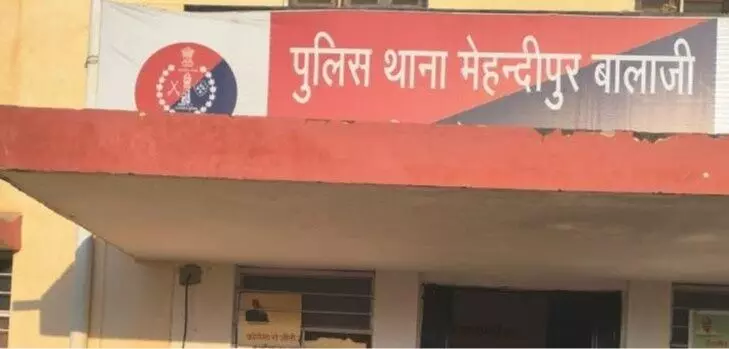 पुलिस थाना मेहन्दीपुर बालाजी